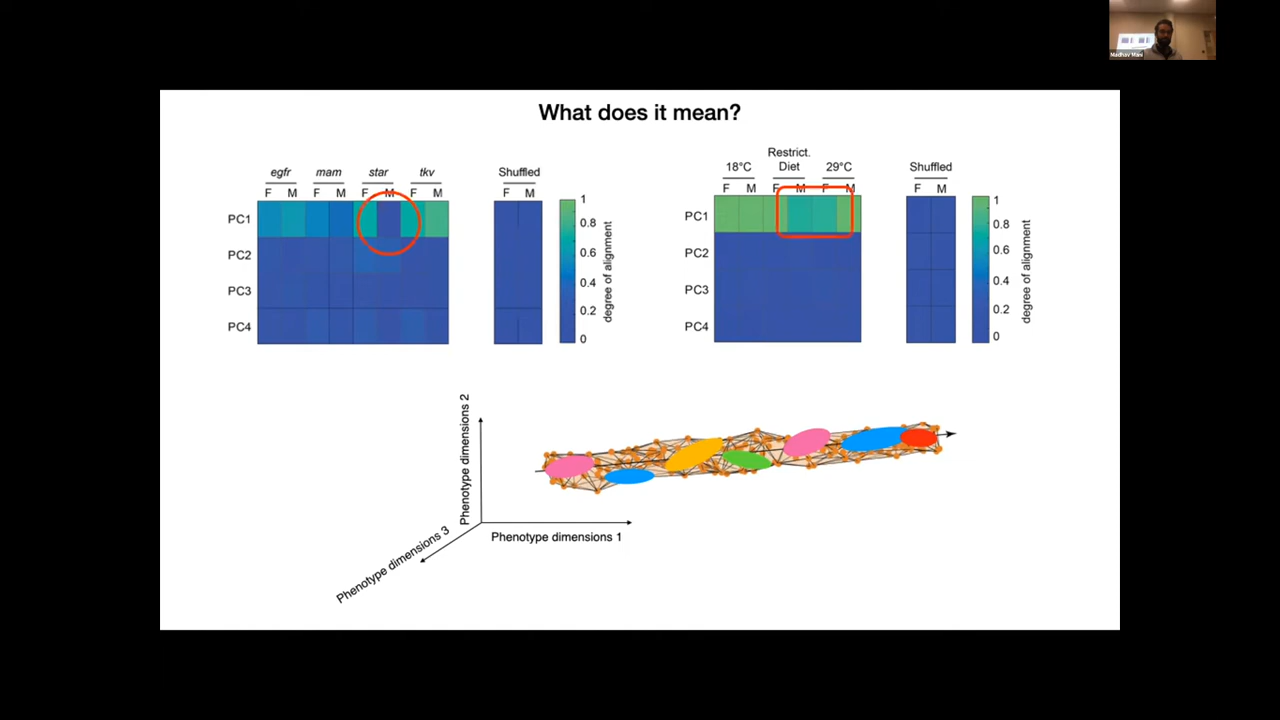 Madhav Mani
What does it mean?
egfr mam star tkv
F M F M F M F M
Shuffled
PC1
PC2
PC3
PC4
1
0.8
0.6
0.4
0.2
0
degree of alignment
Restrict.
18°C Diet 29°C
F M F M F M
Shuffled
PC1
PC2
PC3
PC4
1
0.8
0.6
0.4
0.2
0
degree of alignment
Phenotype dimensions 2
Phenotype dimensions 1
Phenotype dimensions 3